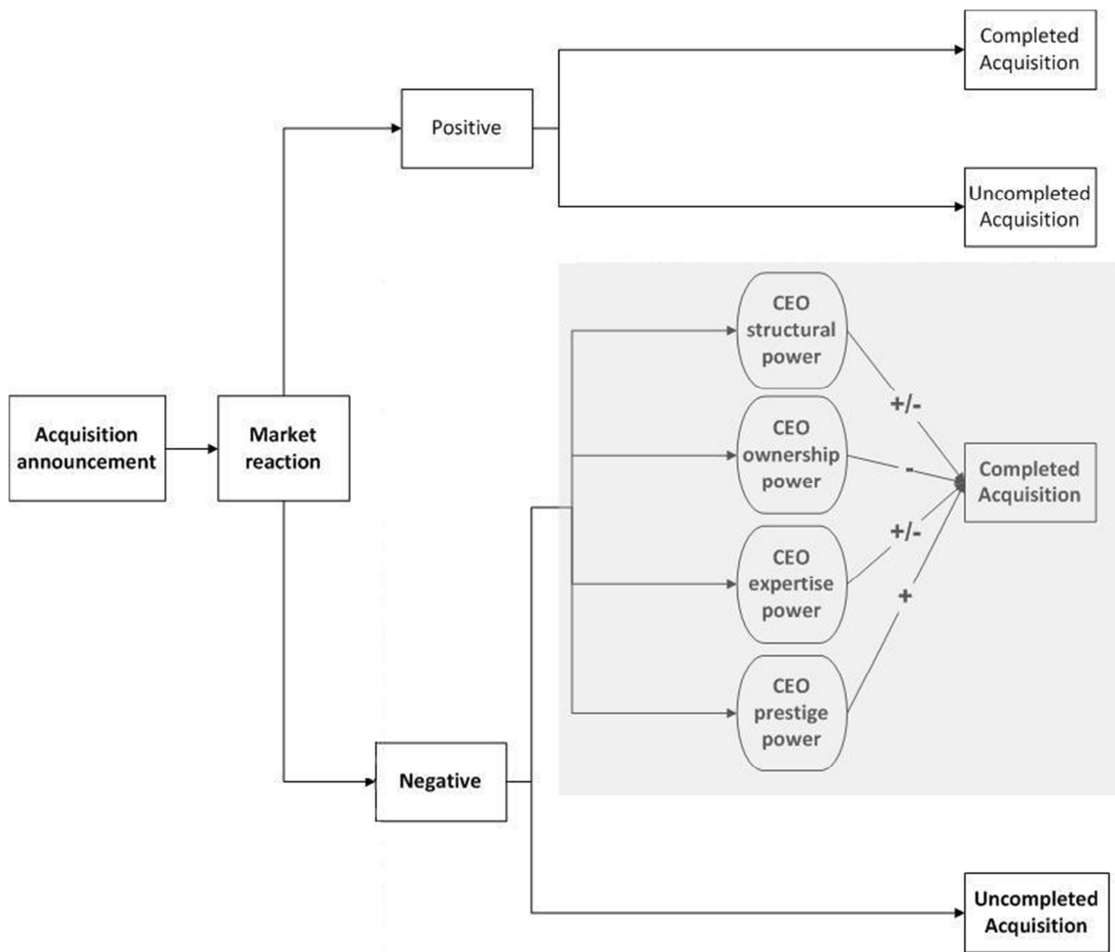 Completed
Acquisition
Positive
Uncompleted
Acquisition
CEO
structural
power
+/-
Acquisition
announcement
Market
reaction
CEO
ownership
power
-
Completed
Acquisition
+/-
CEO
expertise
power
+
CEO
prestige
power
Negative
Uncompleted
Acquisition